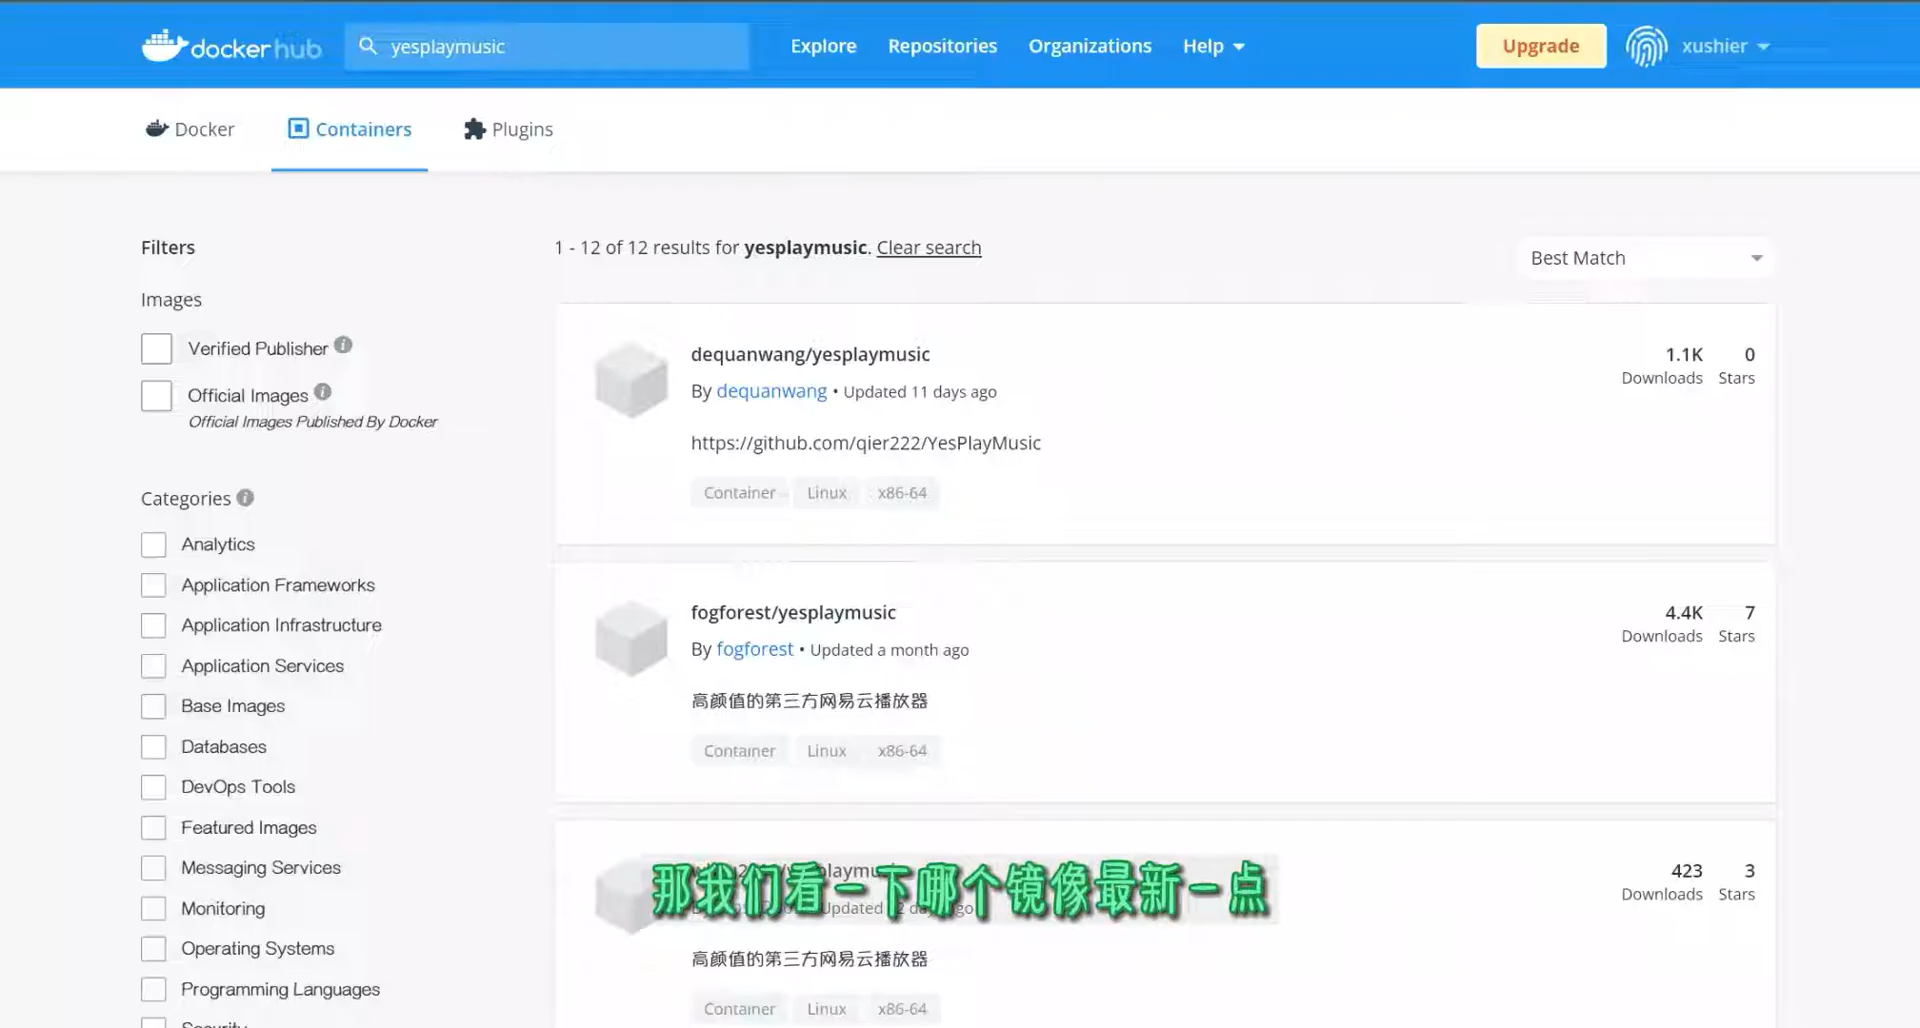 docker hub
yesplaymusic
Explore
Repositories
Organizations
Help
Upgrade
xushier
Docker
Containers
Plugins
Filters
Images
Verified Publisher
Official Images
Official Images Published By Docker
Categories
Analytics
Application Frameworks
Application Infrastructure
Application Services
Base Images
Databases
DevOps Tools
Featured Images
Messaging Services
Monitoring
Operating Systems
Programming Languages
Security
1 - 12 of 12 results for yesplaymusic. Clear search
Best Match
dequanwang/yesplaymusic
By dequanwang • Updated 11 days ago
https://github.com/qier222/YesPlayMusic
Container Linux x86-64
1.1K 0
Downloads Stars
fogforest/yesplaymusic
By fogforest • Updated a month ago
高颜值的第三方网易云播放器
Container Linux x86-64
4.4K 7
Downloads Stars
那我们看一下哪个镜像最新一点
Updated
高颜值的第三方网易云播放器
Container Linux x86-64
423 3
Downloads Stars